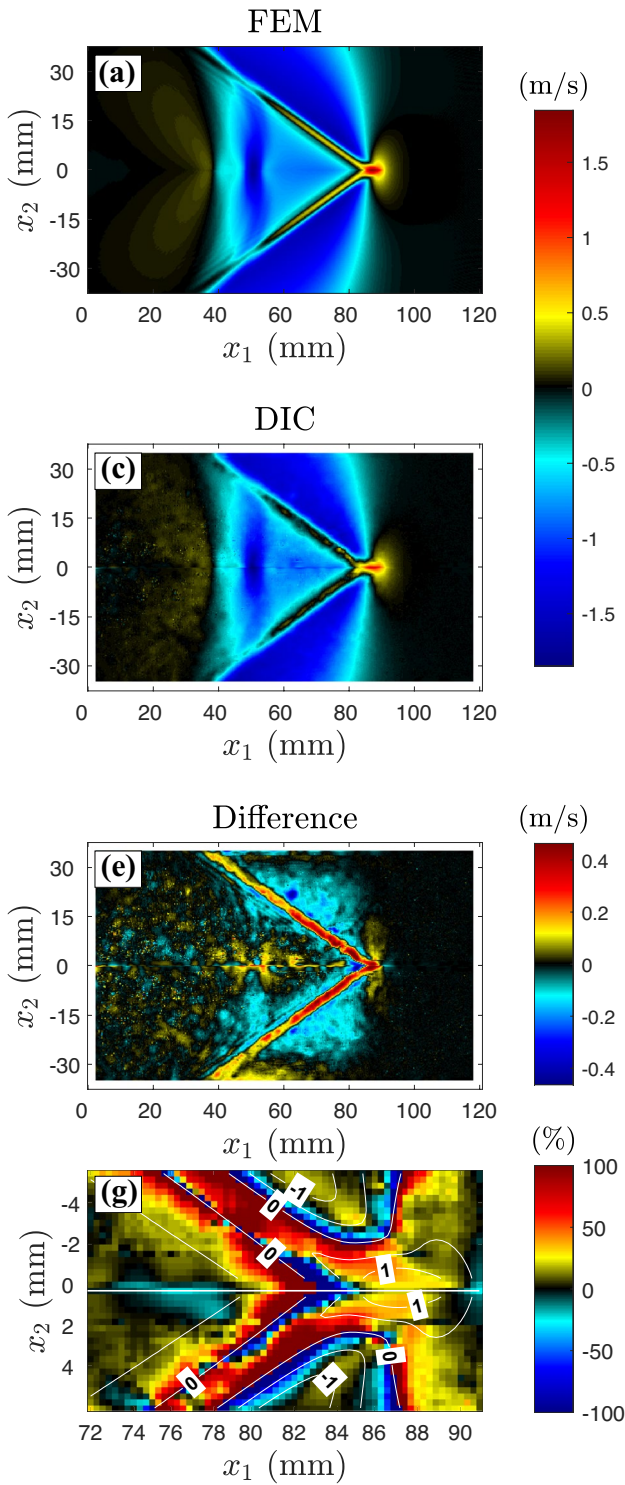 FEM
(a)
(m/s)
30
15
0
-15
-30
x₂ (mm)
0 20 40 60 80 100 120
x₁ (mm)
1.5
1
0.5
0
-0.5
-1
-1.5
DIC
(c)
30
15
0
-15
-30
x₂ (mm)
0 20 40 60 80 100 120
x₁ (mm)
Difference
(m/s)
(e)
30
15
0
-15
-30
x₂ (mm)
0 20 40 60 80 100 120
x₁ (mm)
0.4
0.2
0
-0.2
-0.4
(%)
(g)
-4
-2
0
2
4
x₂ (mm)
0 -1
0
1
1
0 -1 0
72 74 76 78 80 82 84 86 88 90
x₁ (mm)
100
50
0
-50
-100